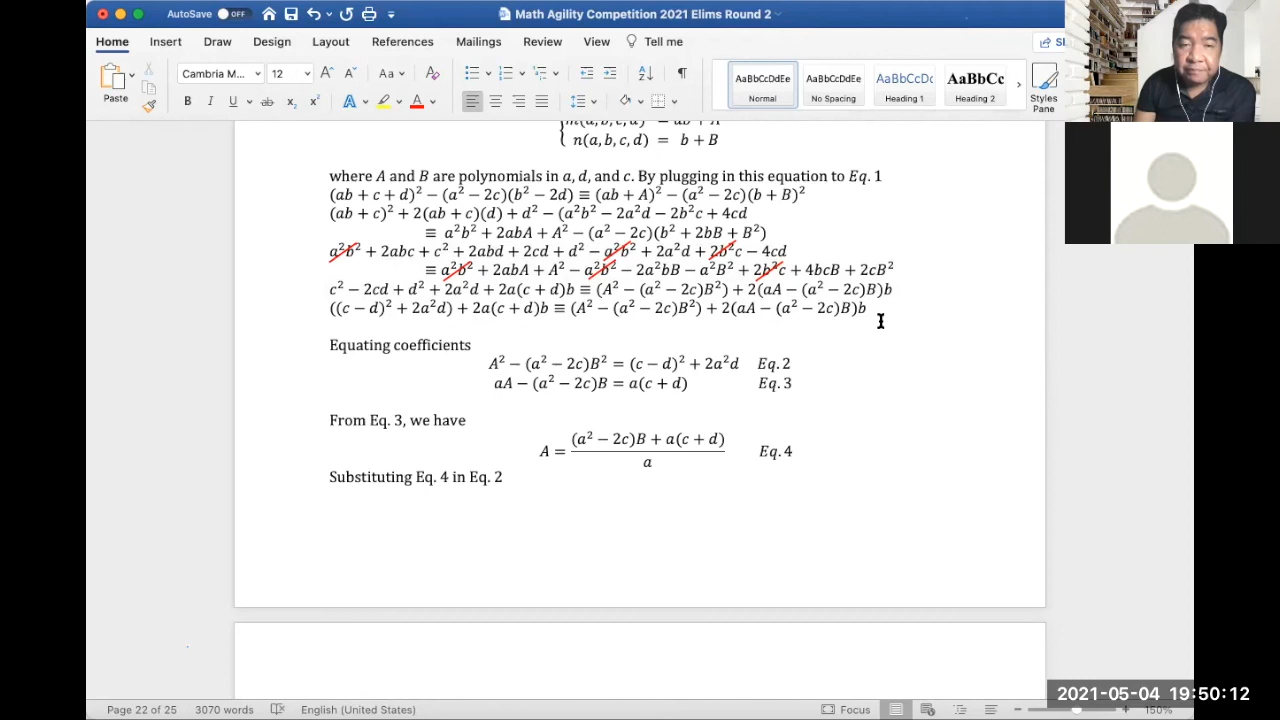 AutoSave OFF
Math Agility Competition 2021 Elims Round 2
Home Insert Draw Design Layout References Mailings Review View Tell me
Paste
Cambria M... 12
AaBbCcDdEe AaBbCcDdEe AaBbCcDc AaBbCc
Normal No Spacing Heading 1 Heading 2
Styles
Pane
n(a, b, c, d) = b + B
where A and B are polynomials in a, d, and c. By plugging in this equation to Eq. 1
(ab + c + d)² − (a² − 2c)(b² − 2d) ≡ (ab + A)² − (a² − 2c)(b + B)²
(ab + c)² + 2(ab + c)(d) + d² − (a²b² − 2a²d − 2b²c + 4cd
≡ a²b² + 2abA + A² − (a² − 2c)(b² + 2bB + B²)
a²b² + 2abc + c² + 2abd + 2cd + d² − a²b² + 2a²d + 2b²c − 4cd
≡ a²b² + 2abA + A² − a²b² − 2a²bB − a²B² + 2b²c + 4bcB + 2cB²
c² − 2cd + d² + 2a²d + 2a(c + d)b ≡ (A² − (a² − 2c)B²) + 2(aA − (a² − 2c)B)b
((c − d)² + 2a²d) + 2a(c + d)b ≡ (A² − (a² − 2c)B²) + 2(aA − (a² − 2c)B)b
Equating coefficients
A² − (a² − 2c)B² = (c − d)² + 2a²d Eq. 2
aA − (a² − 2c)B = a(c + d) Eq. 3
From Eq. 3, we have
A = ((a² − 2c)B + a(c + d)) / a Eq. 4
Substituting Eq. 4 in Eq. 2
Page 22 of 25 3070 words English (United States) Focus 150%
2021-05-04 19:50:12